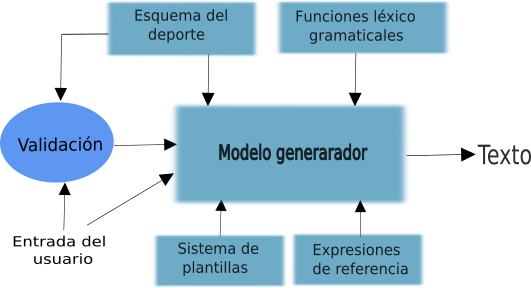 Esquema del
deporte
Funciones léxico
gramaticales
Validación
Modelo generarador
Texto
Entrada del
usuario
Sistema de
plantillas
Expresiones
de referencia